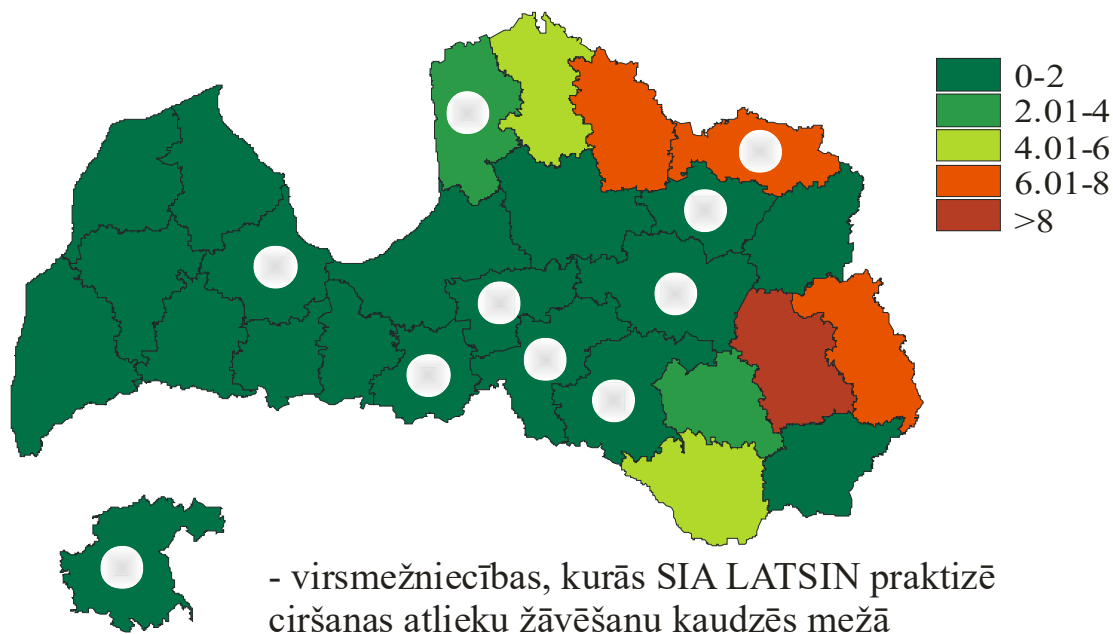 0-2
2.01-4
4.01-6
6.01-8
>8
- virsmežniecības, kurās SIA LATSIN praktizē
ciršanas atlieku žāvēšanu kaudzēs mežā